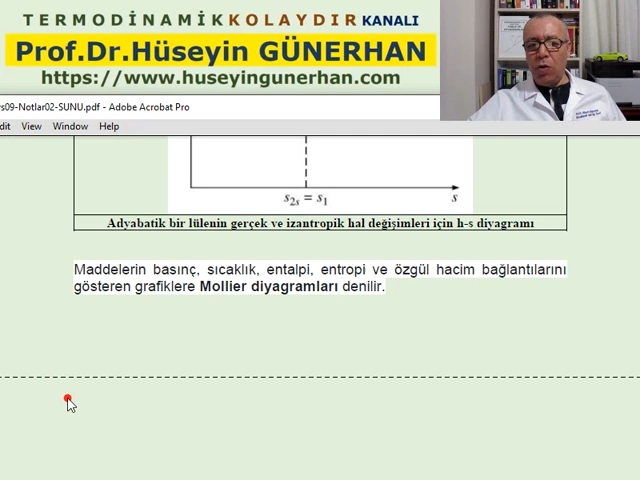 TERMODİNAMİK KOLAYDIR KANALI
Prof.Dr.Hüseyin GÜNERHAN
https://www.huseyingunerhan.com
rs09-Notlar02-SUNU.pdf - Adobe Acrobat Pro
dit View Window Help
s2s = s1 s
Adyabatik bir lülenin gerçek ve izantropik hal değişimleri için h-s diyagramı
Maddelerin basınç, sıcaklık, entalpi, entropi ve özgül hacim bağlantılarını
gösteren grafiklere Mollier diyagramları denilir.